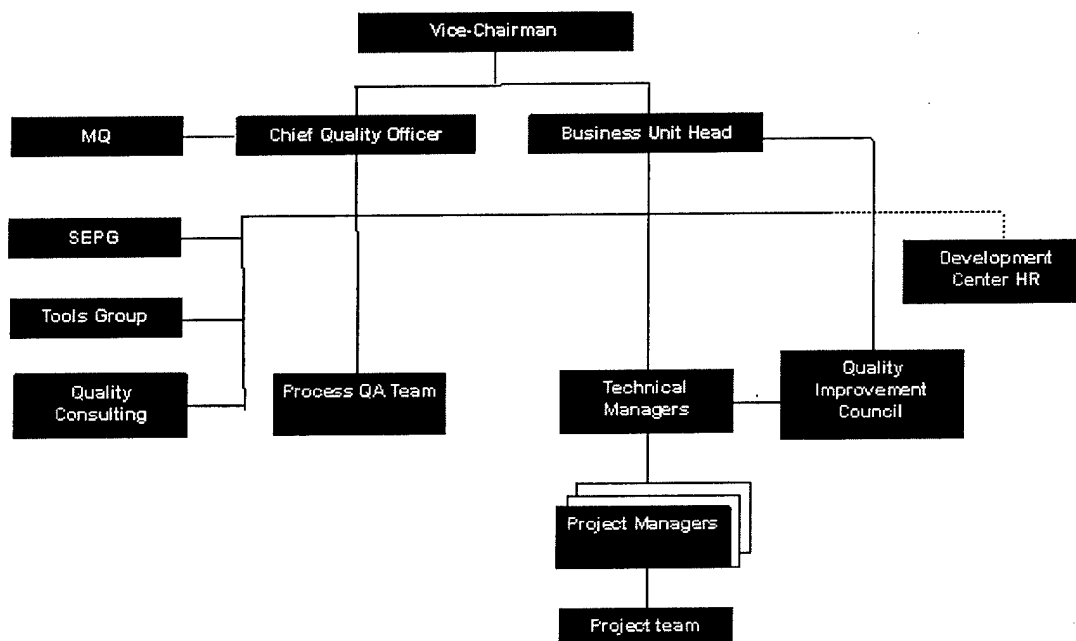 Vice-Chairman
MQ
Chief Quality Officer
Business Unit Head
SEPG
Development
Center HR
Tools Group
Quality
Consulting
Process QA Team
Technical
Managers
Quality
Improvement
Council
Project Managers
Project team